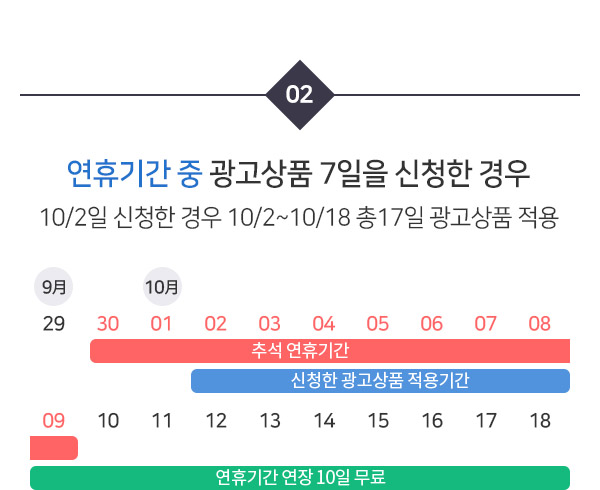 02
연휴기간 중 광고상품 7일을 신청한 경우
10/2일 신청한 경우 10/2~10/18 총17일 광고상품 적용
9月 10月
29 30 01 02 03 04 05 06 07 08
추석 연휴기간
신청한 광고상품 적용기간
09 10 11 12 13 14 15 16 17 18
연휴기간 연장 10일 무료